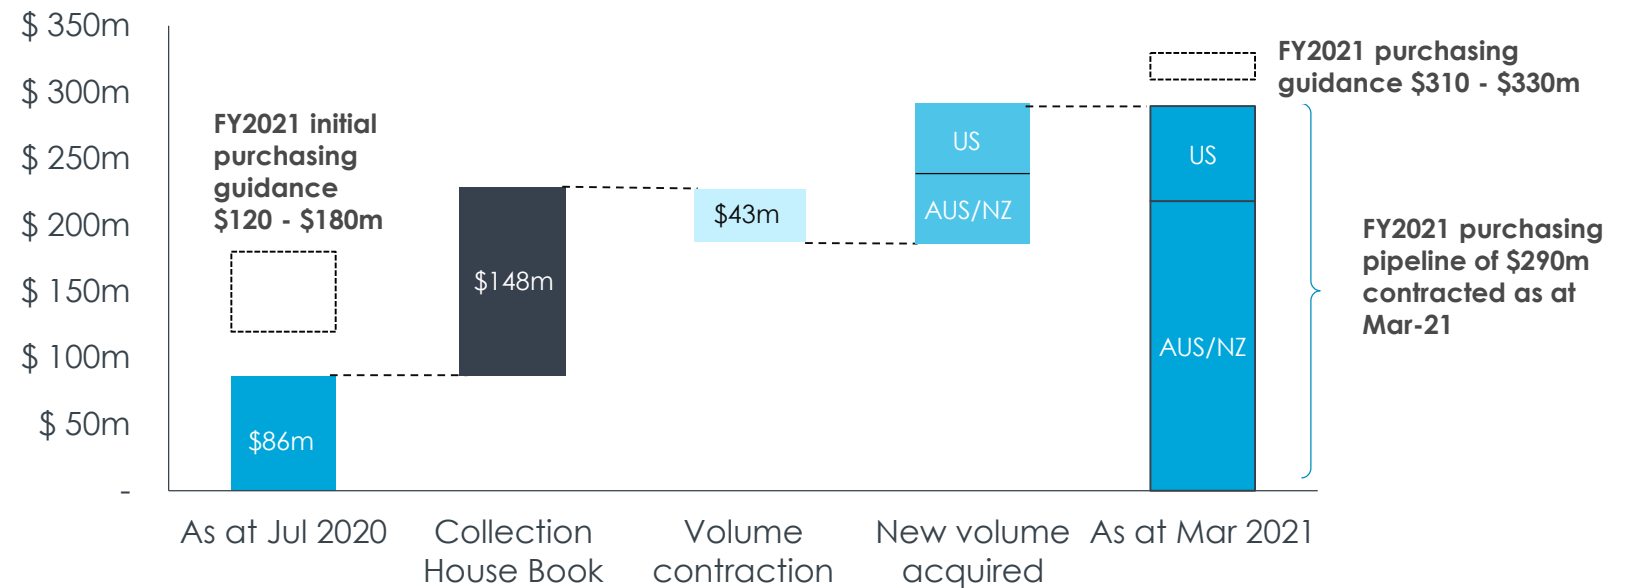 $ 350m
$ 300m
$ 250m
$ 200m
$ 150m
$ 100m
$ 50m
-
FY2021 initial
purchasing
guidance
$120 - $180m
$86m
$148m
$43m
US
AUS/NZ
US
AUS/NZ
FY2021 purchasing
guidance $310 - $330m
FY2021 purchasing
pipeline of $290m
contracted as at
Mar-21
As at Jul 2020
Collection
House Book
Volume
contraction
New volume
acquired
As at Mar 2021